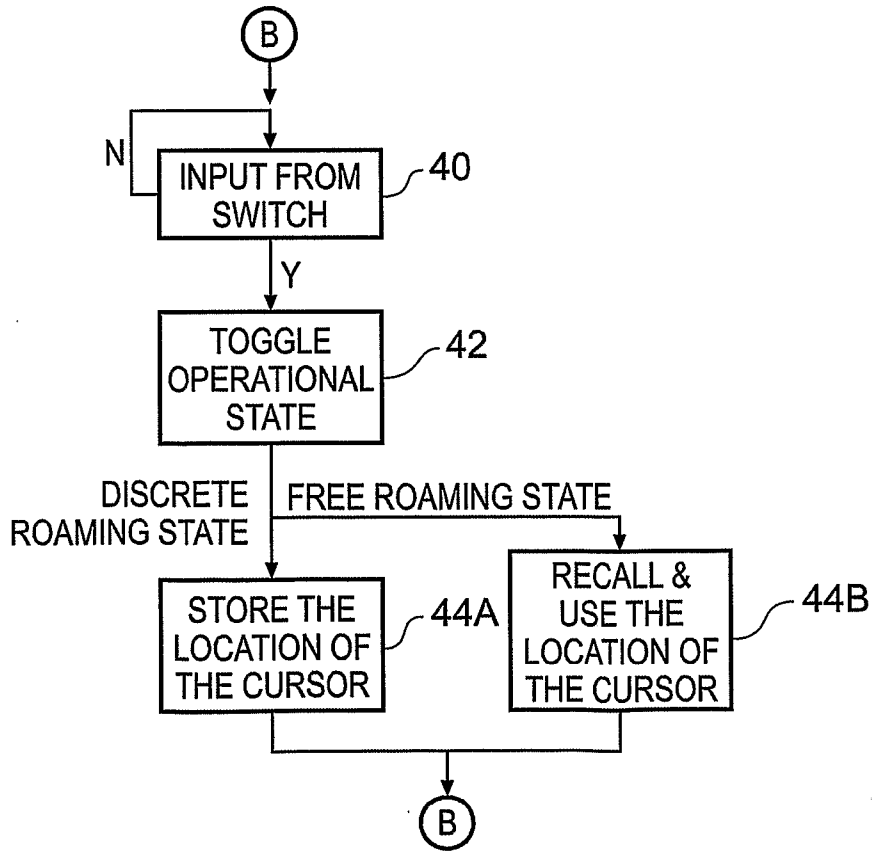 B
N
INPUT FROM
SWITCH
40
Y
TOGGLE
OPERATIONAL
STATE
42
DISCRETE
ROAMING STATE
FREE ROAMING STATE
STORE THE
LOCATION OF
THE CURSOR
44A
RECALL &
USE THE
LOCATION OF
THE CURSOR
44B
B